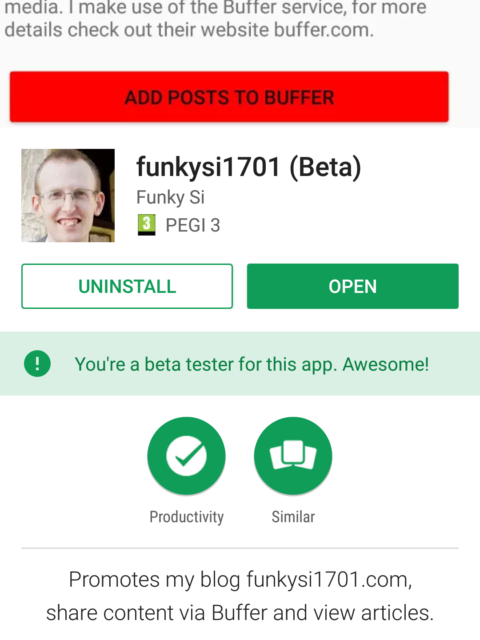 media. I make use of the Buffer service, for more
details check out their website buffer.com.
ADD POSTS TO BUFFER
funkysi1701 (Beta)
Funky Si
3 PEGI 3
UNINSTALL OPEN
! You're a beta tester for this app. Awesome!
Productivity Similar
Promotes my blog funkysi1701.com,
share content via Buffer and view articles.